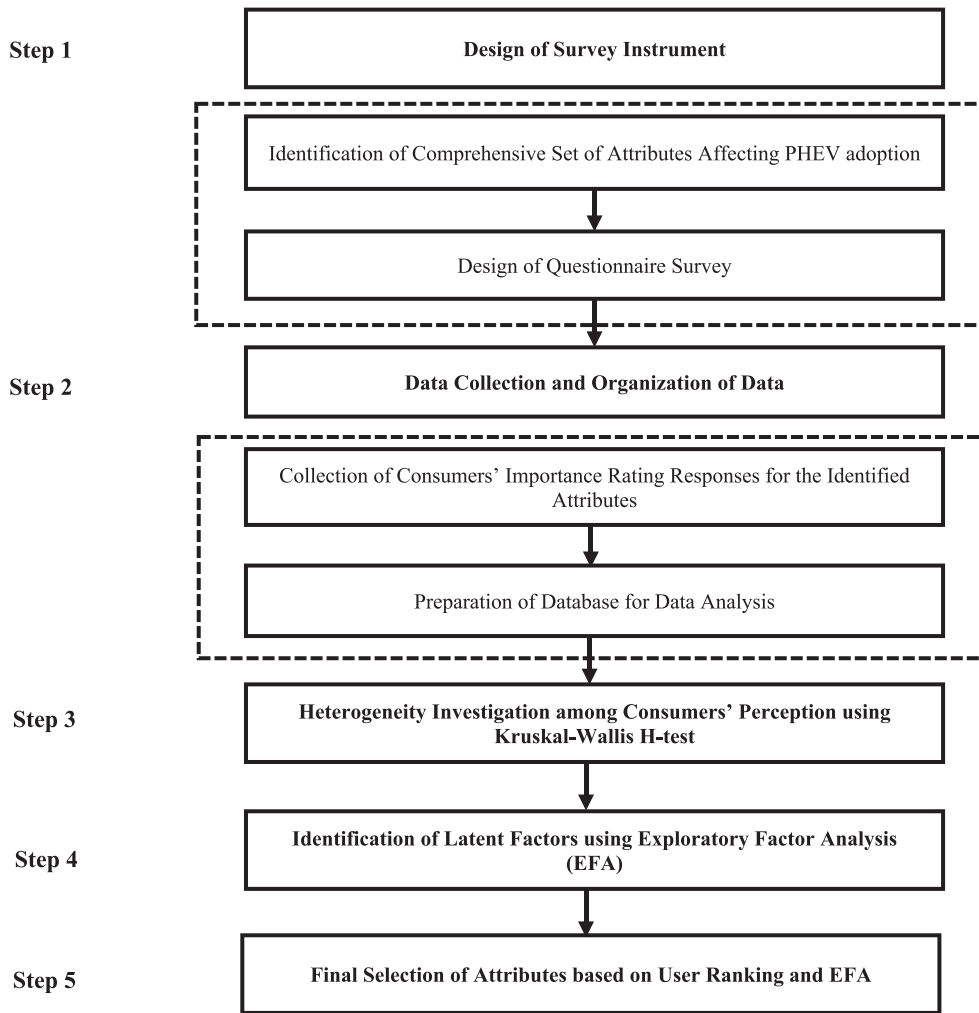 Step 1
Design of Survey Instrument
Identification of Comprehensive Set of Attributes Affecting PHEV adoption
Design of Questionnaire Survey
Step 2
Data Collection and Organization of Data
Collection of Consumers’ Importance Rating Responses for the Identified
Attributes
Preparation of Database for Data Analysis
Step 3
Heterogeneity Investigation among Consumers’ Perception using
Kruskal-Wallis H-test
Step 4
Identification of Latent Factors using Exploratory Factor Analysis
(EFA)
Step 5
Final Selection of Attributes based on User Ranking and EFA